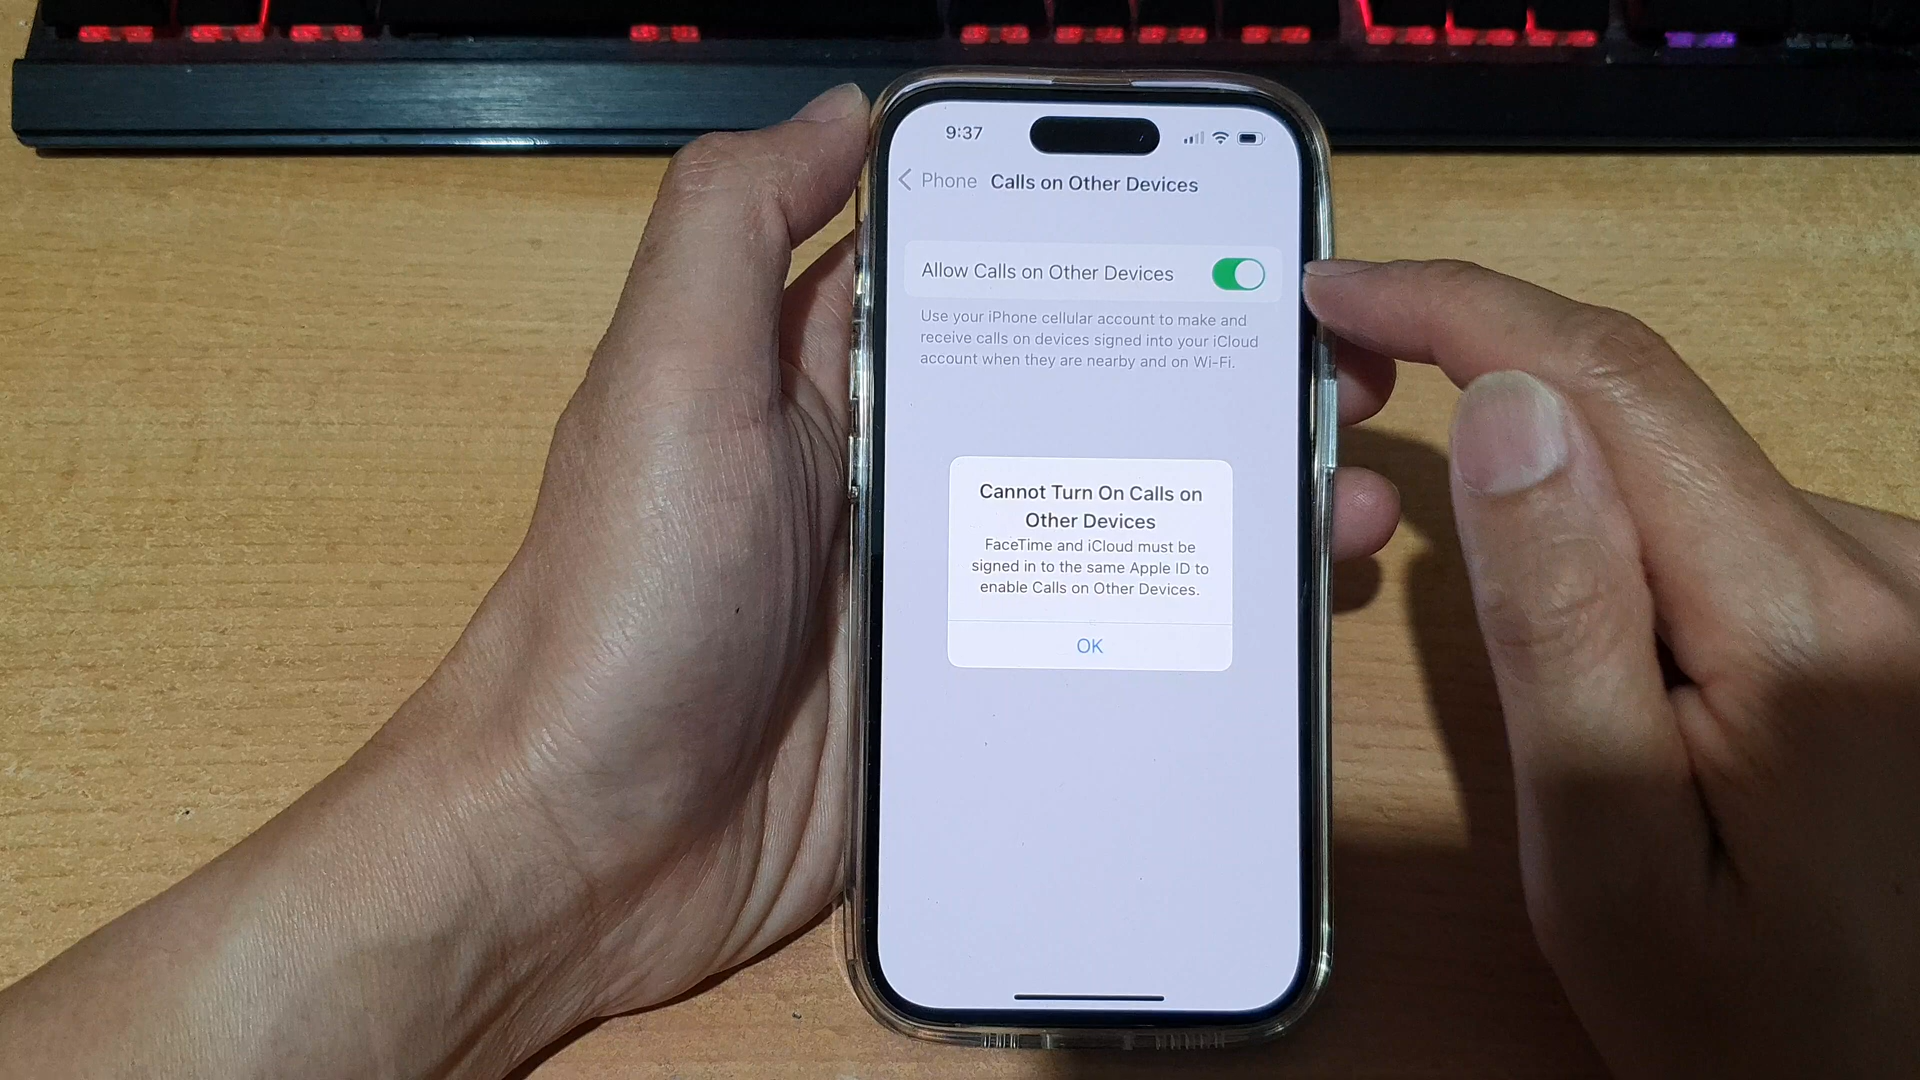 9:37
Phone Calls on Other Devices
Allow Calls on Other Devices
Use your iPhone cellular account to make and
receive calls on devices signed into your iCloud
account when they are nearby and on Wi-Fi.
Cannot Turn On Calls on
Other Devices
FaceTime and iCloud must be
signed in to the same Apple ID to
enable Calls on Other Devices.
OK